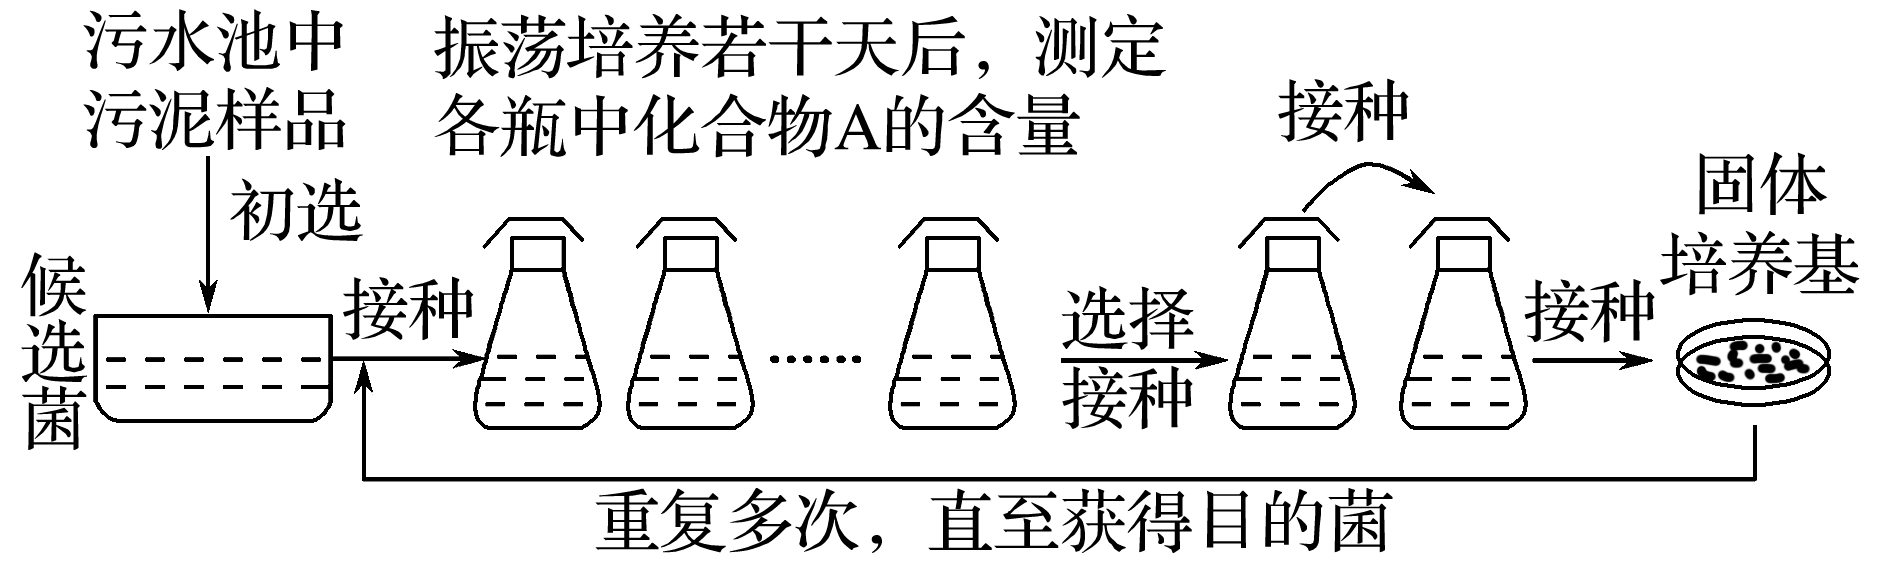 污水池中
污泥样品
初选
候选菌
接种
振荡培养若干天后，测定
各瓶中化合物A的含量
选择
接种
接种
接种
固体
培养基
重复多次，直至获得目的菌